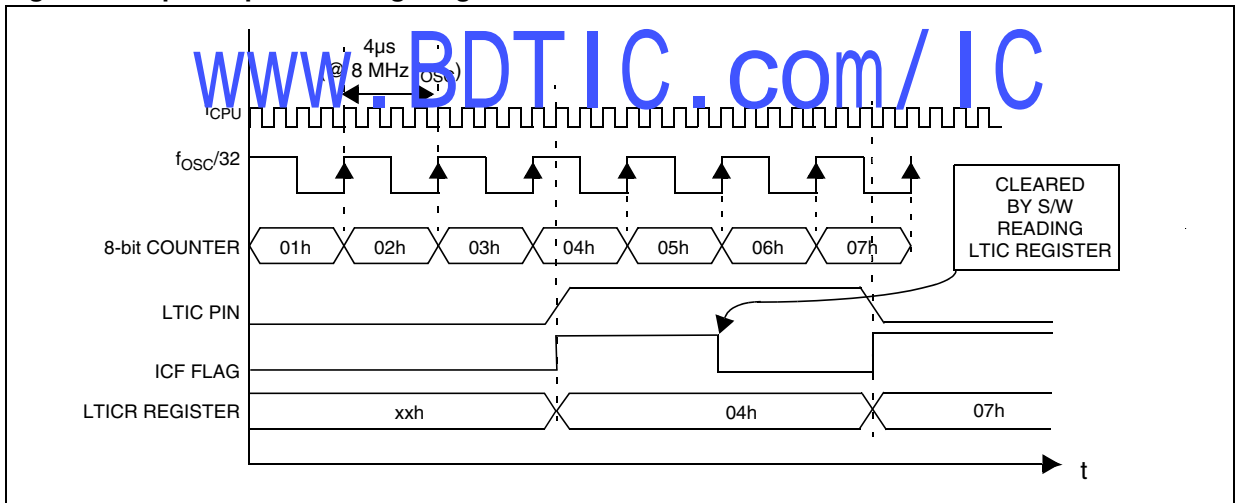 www.BDTIC.com/IC
4µs
(@ 8 MHz fOSC)
fCPU
fOSC/32
CLEARED
BY S/W
READING
LTIC REGISTER
8-bit COUNTER 01h 02h 03h 04h 05h 06h 07h
LTIC PIN
ICF FLAG
LTICR REGISTER xxh 04h 07h
t